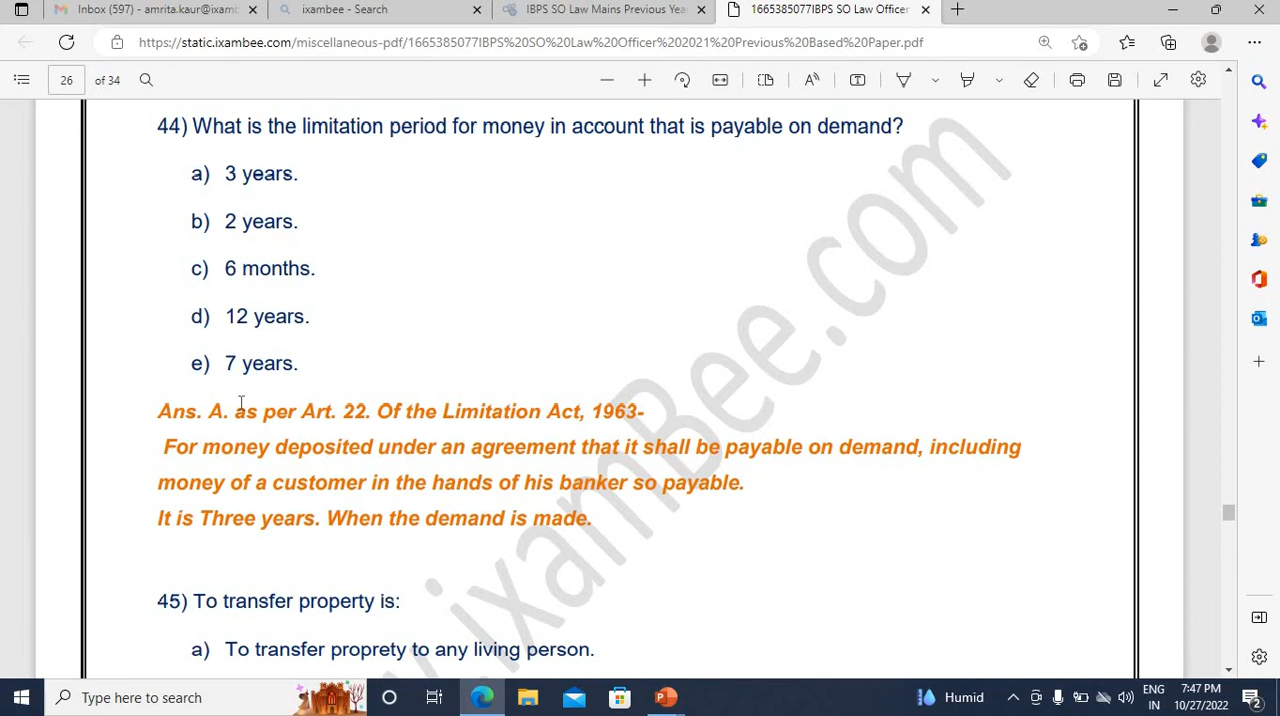 Inbox (597) - amrita.kaur@ixam
ixambee - Search
IBPS SO Law Mains Previous Yea
1665385077IBPS SO Law Officer
https://static.ixambee.com/miscellaneous-pdf/1665385077IBPS%20SO%20Law%20Officer%202021%20Previous%20Based%20Paper.pdf
26 of 34
44) What is the limitation period for money in account that is payable on demand?
a) 3 years.
b) 2 years.
c) 6 months.
d) 12 years.
e) 7 years.
Ans. A. as per Art. 22. Of the Limitation Act, 1963-
For money deposited under an agreement that it shall be payable on demand, including
money of a customer in the hands of his banker so payable.
It is Three years. When the demand is made.
45) To transfer property is:
a) To transfer proprety to any living person.
.ixamBee.com
Type here to search
Humid
ENG
IN
7:47 PM
10/27/2022
2